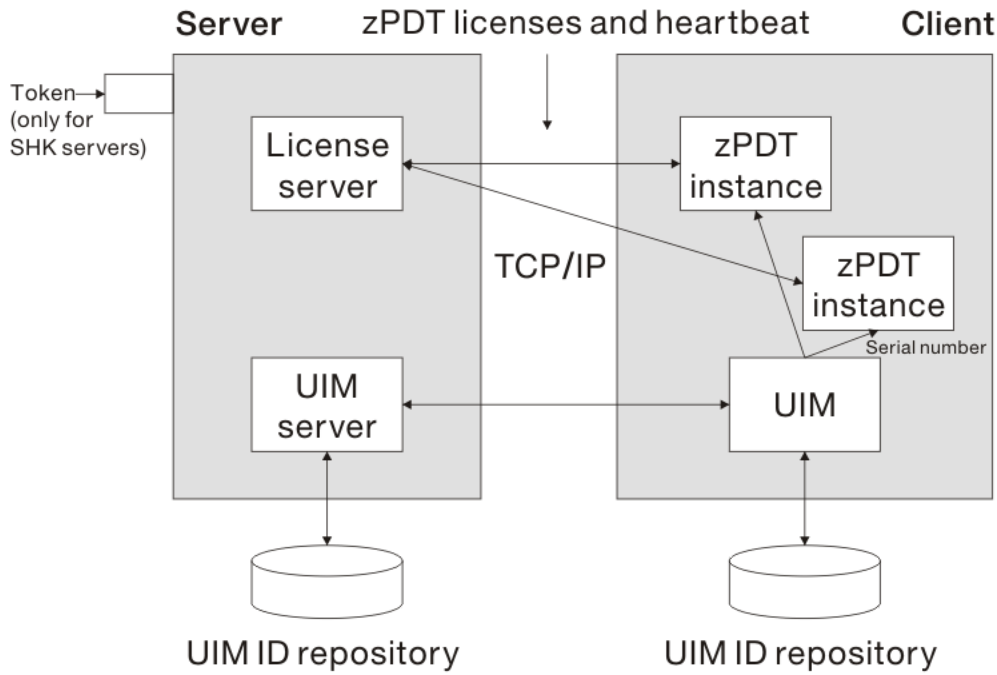 Server
zPDT licenses and heartbeat
Client
Token
(only for
SHK servers)
License
server
zPDT
instance
TCP/IP
zPDT
instance
Serial number
UIM
server
UIM
UIM ID repository
UIM ID repository